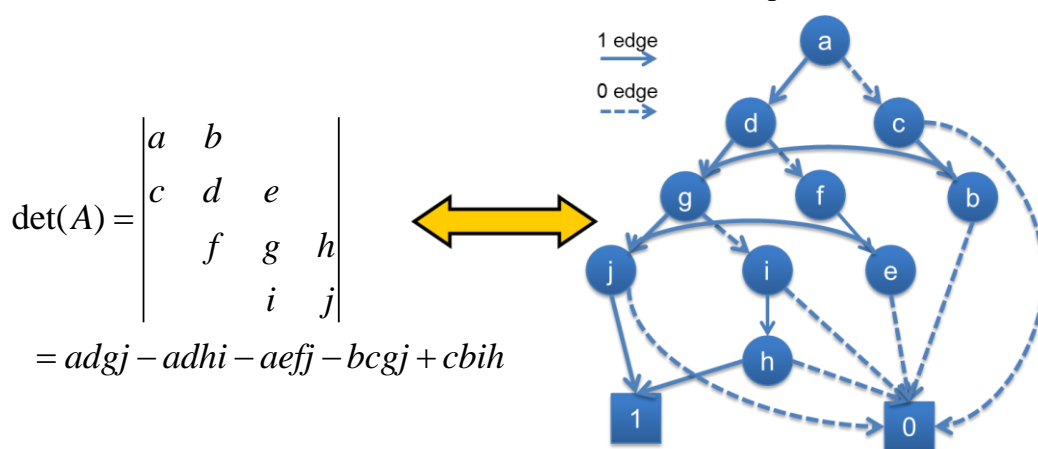 1 edge
0 edge
a
d c
g f b
j i e
h
1 0
det(A) =
a b
c d e
f g h
i j
= adgj − adhi − aefj − bcgj + cbih